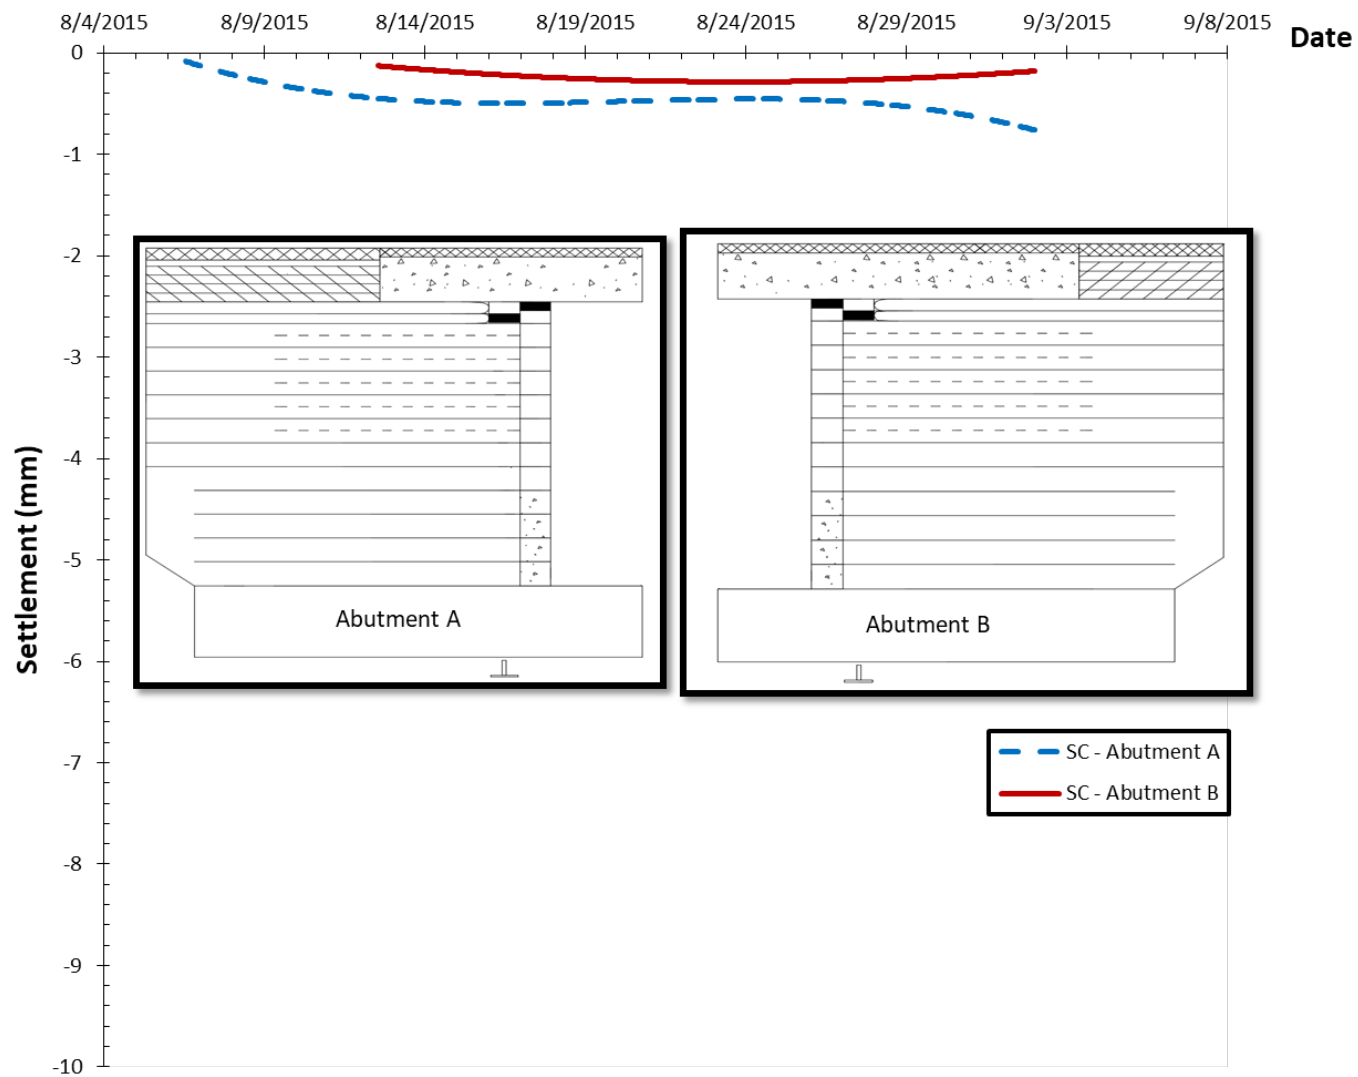 8/4/2015 8/9/2015 8/14/2015 8/19/2015 8/24/2015 8/29/2015 9/3/2015 9/8/2015
Date
0
-1
-2
-3
-4
-5
-6
-7
-8
-9
-10
Settlement (mm)
Abutment A
Abutment B
SC - Abutment A
SC - Abutment B